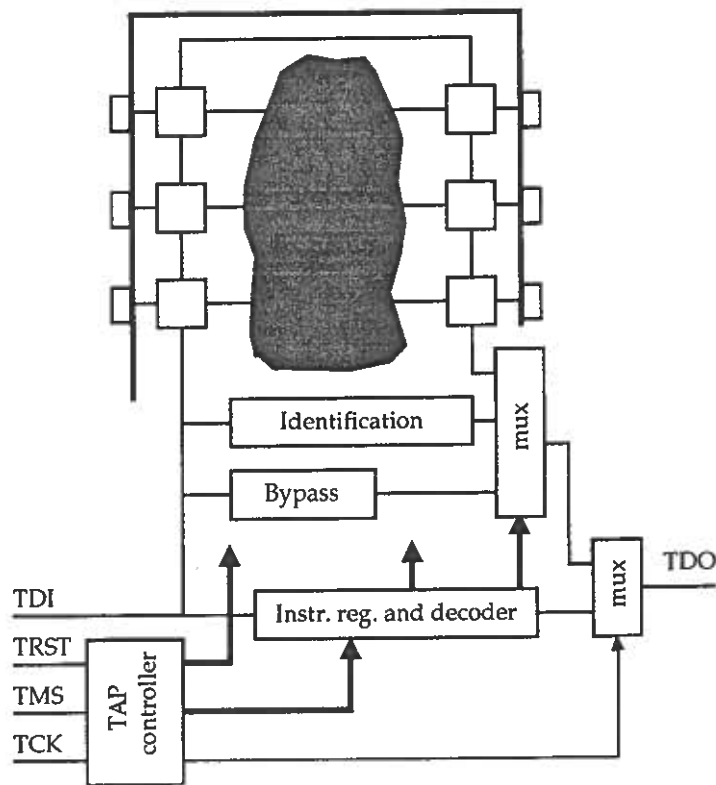 Identification
mux
Bypass
TDI
Instr. reg. and decoder
mux
TDO
TRST
TMS
TCK
TAP
controller